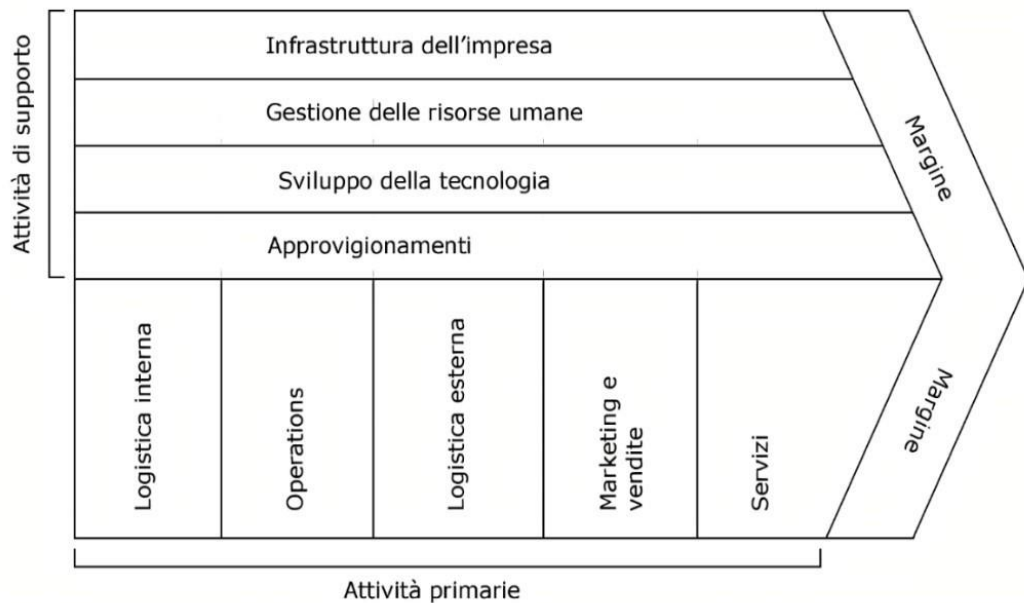 Attività di supporto
Infrastruttura dell’impresa
Gestione delle risorse umane
Sviluppo della tecnologia
Approvigionamenti
Margine
Logistica interna
Operations
Logistica esterna
Marketing e
vendite
Servizi
Margine
Attività primarie